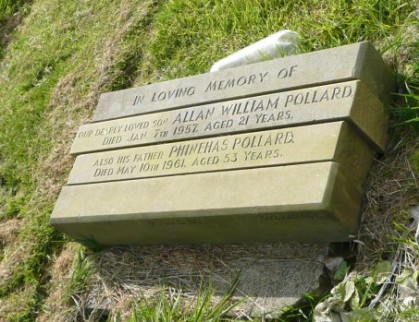 IN LOVING MEMORY OF
OUR DEARLY LOVED SON ALLAN WILLIAM POLLARD
DIED JAN. 7TH 1957. AGED 21 YEARS.
ALSO HIS FATHER PHINEHAS POLLARD
DIED MAY 10TH 1961. AGED 53 YEARS.